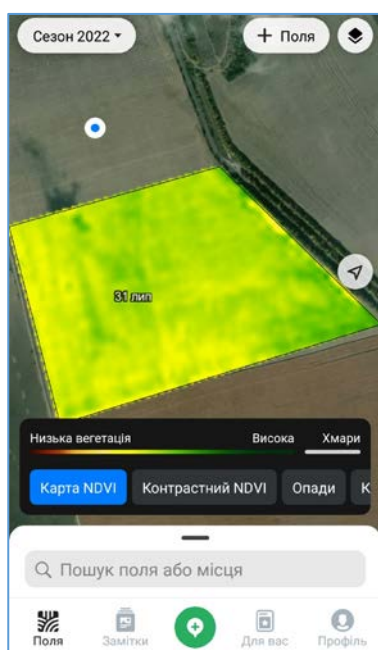 Сезон 2022
+ Поля
31 лип
Низька вегетація Висока Хмари
Карта NDVI Контрастний NDVI Опади К
Пошук поля або місця
Поля Замітки Для вас Профіль